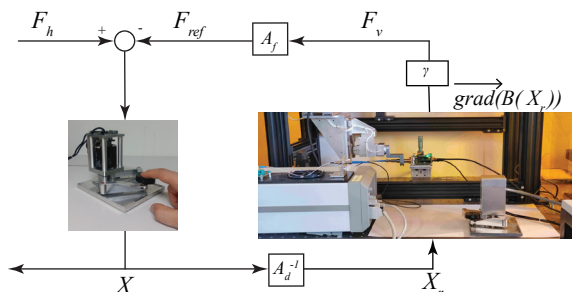 F_h + - F_ref A_f F_v
γ
grad(B(X_r))
X A_d^-1 X_r